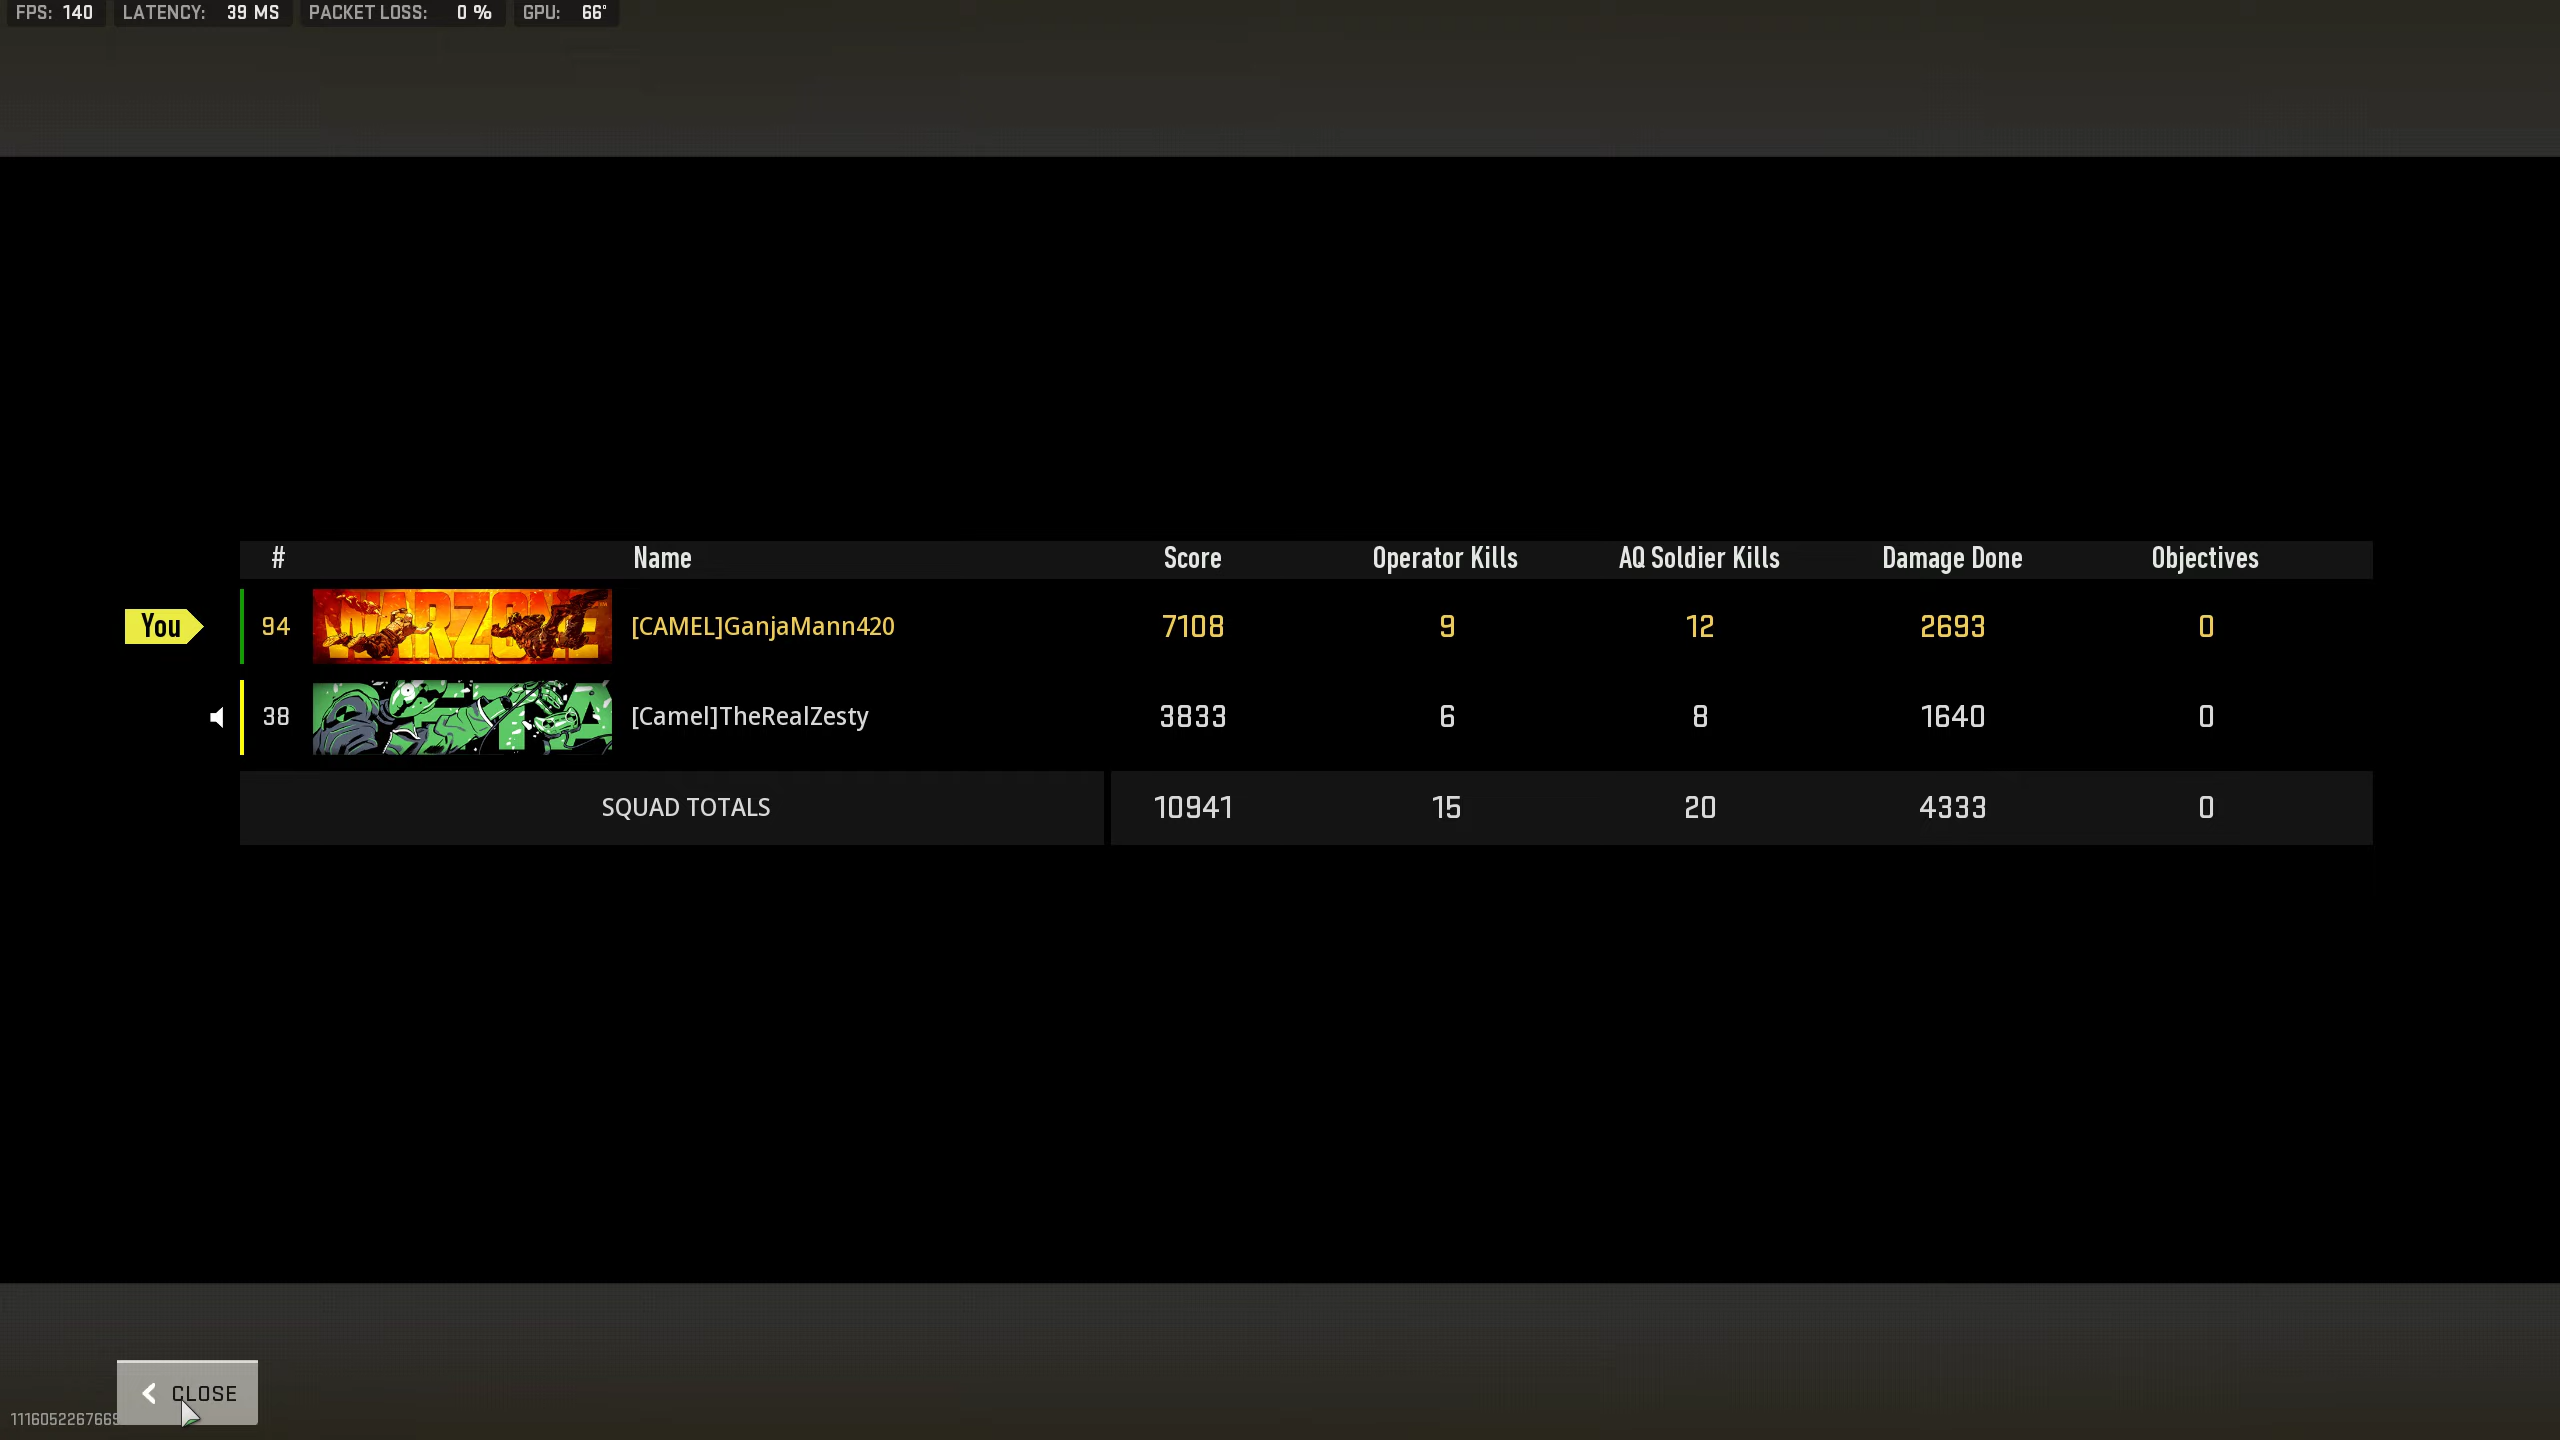 FPS: 140 LATENCY: 39 MS PACKET LOSS: 0 % GPU: 66°
# Name Score Operator Kills AQ Soldier Kills Damage Done Objectives
You 94 WARZONE [CAMEL]GanjaMann420 7108 9 12 2693 0
38 [Camel]TheRealZesty 3833 6 8 1640 0
SQUAD TOTALS 10941 15 20 4333 0
CLOSE